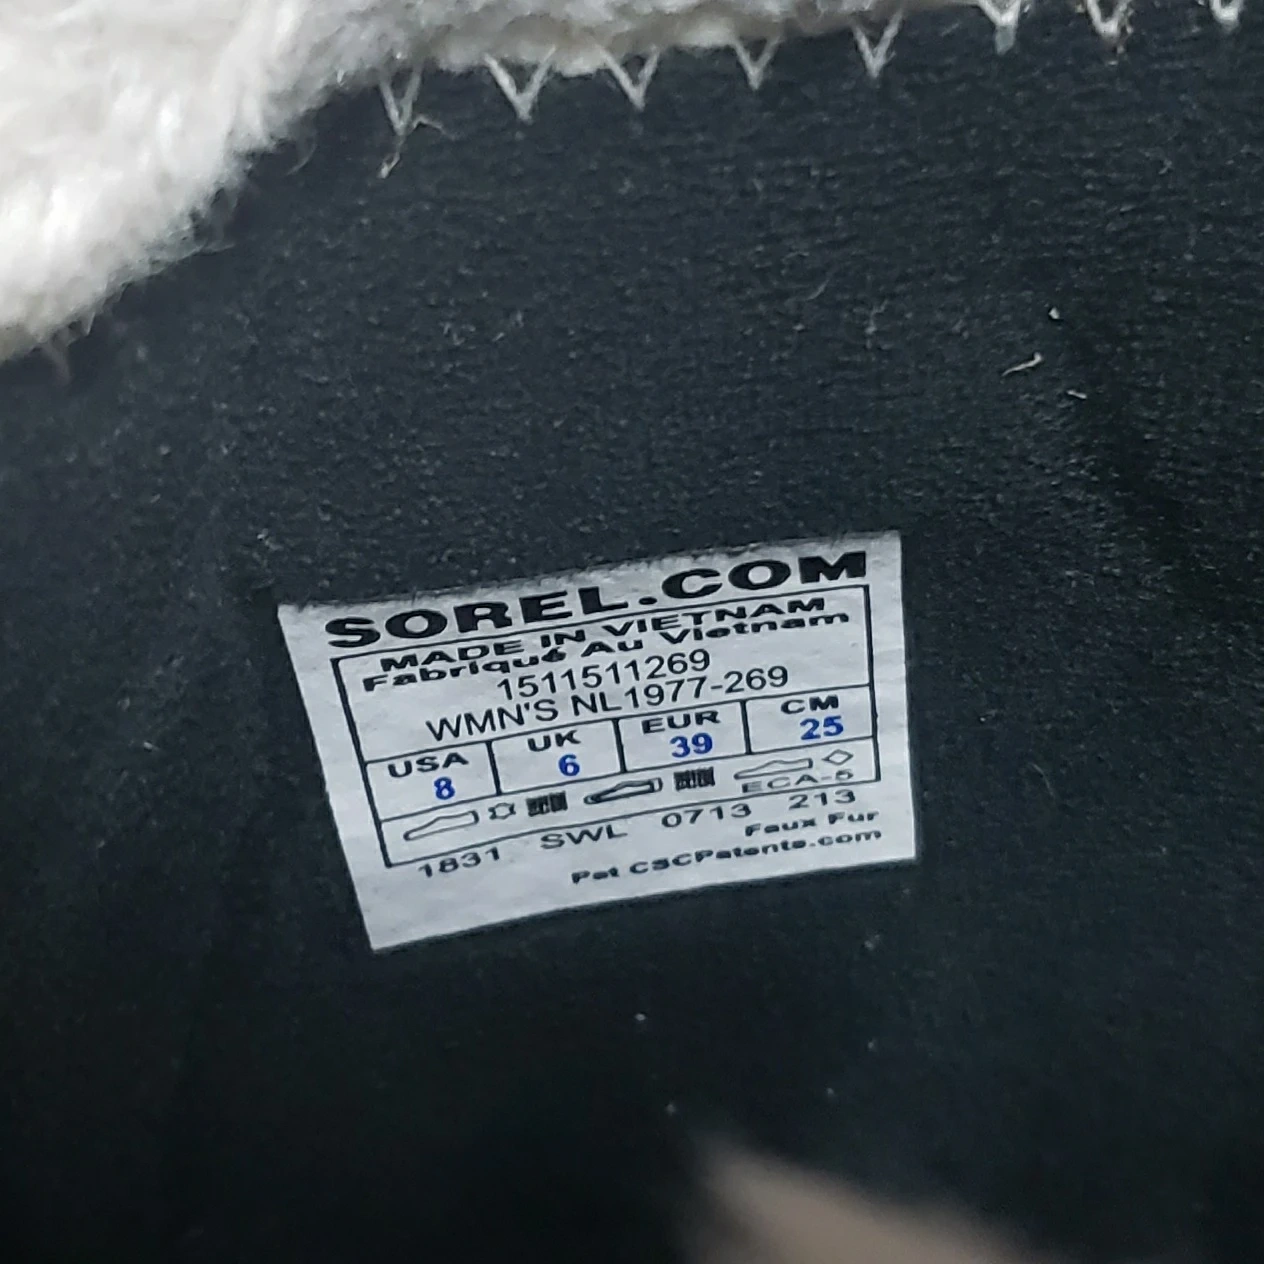 SOREL.COM
MADE IN VIETNAM
Fabriqué Au Vietnam
1511511269
WMN'S NL1977-269
USA UK EUR CM
8 6 39 25
ECA-5
1831 SWL 0713 213
Faux Fur
Pat CSCPatents.com